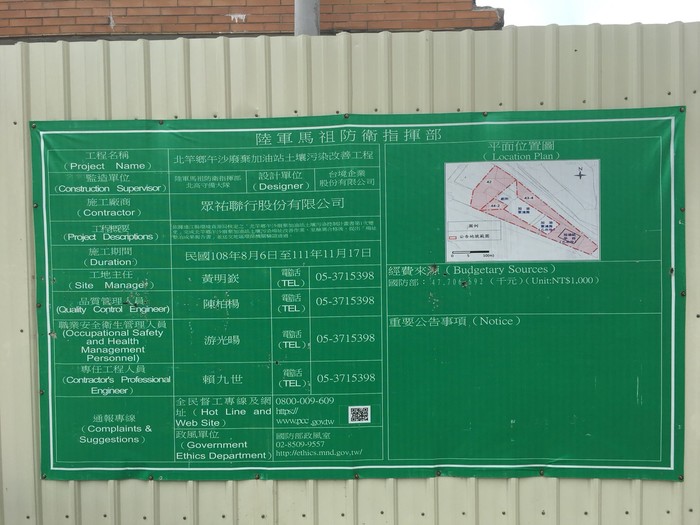 陸軍馬祖防衛指揮部
工程名稱
(Project Name)
北竿鄉午沙廢棄加油站土壤污染改善工程
監造單位
(Construction Supervisor)
陸軍馬祖防衛指揮部
北高守備大隊
設計單位
(Designer)
台境企業
股份有限公司
施工廠商
(Contractor)
眾祐聯行股份有限公司
工程概要
(Project Descriptions)
施工期間
(Duration)
民國108年8月6日至111年11月17日
工地主任
(Site Manager)
黃明嶔
電話
(TEL)
05-3715398
品質管理人員
(Quality Control Engineer)
陳柏楊
電話
(TEL)
05-3715398
職業安全衛生管理人員
(Occupational Safety
and Health
Management
Personnel)
游光暘
電話
(TEL)
05-3715398
專任工程人員
(Contractor's Professional
Engineer)
賴九世
電話
(TEL)
05-3715398
通報專線
(Complaints &
Suggestions)
全民督工專線及網
址(Hot Line and
Web Site)
0800-009-609
https://
www.pcc.gov.tw
政風單位
(Government
Ethics Department)
國防部政風室
02-8509-9557
http://ethics.mnd.gov.tw/
平面位置圖
(Location Plan)
經費來源(Budgetary Sources)
國防部:(千元)(Unit:NT$1,000)
重要公告事項(Notice)